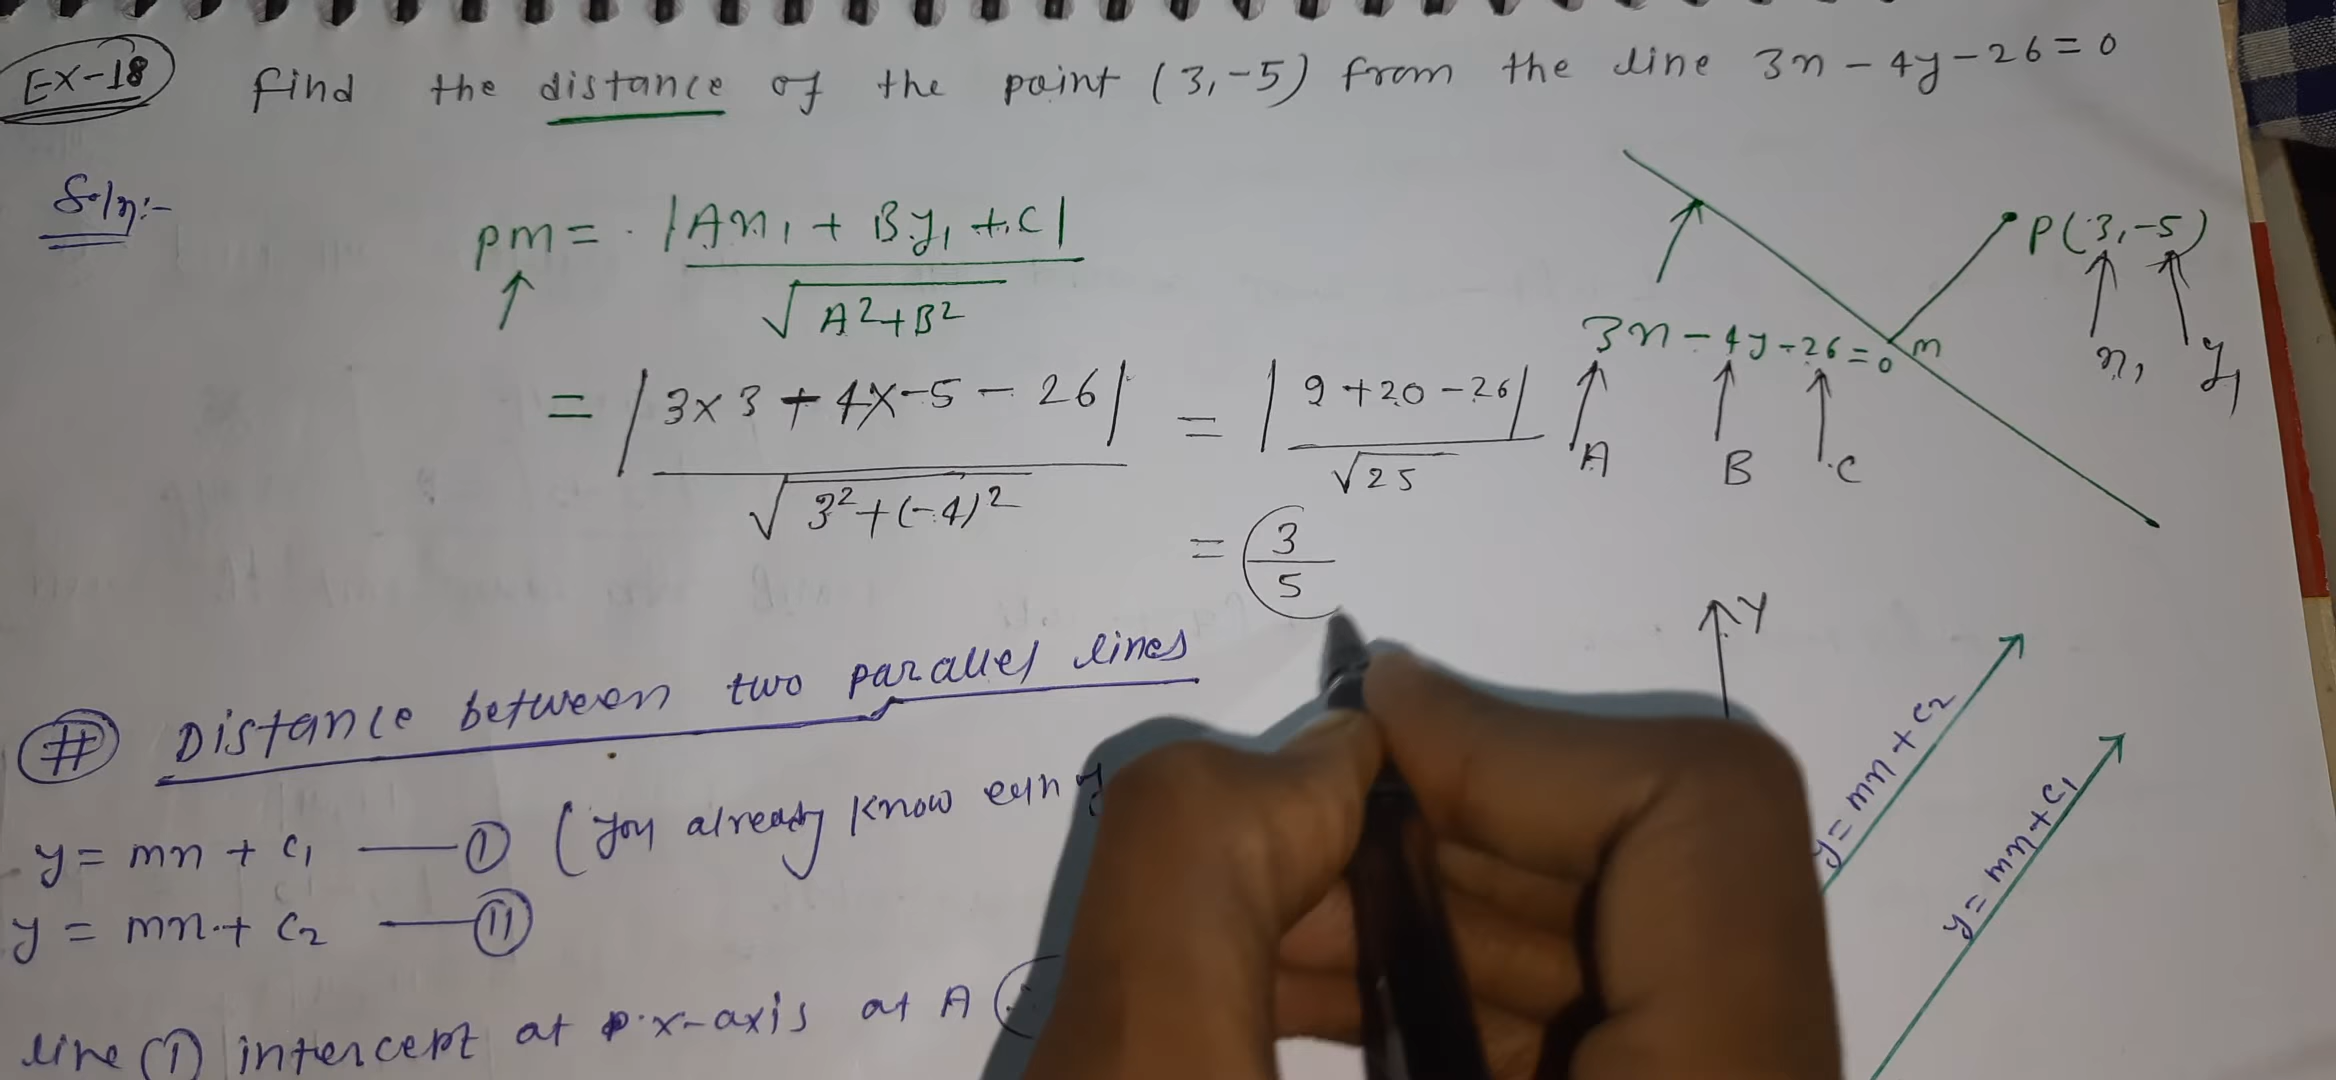 EX-18 find the distance of the point (3,-5) from the line 3x-4y-26=0
Soln:-
PM = |Ax₁ + By₁ + C|
√A²+B²
P(3,-5)
3x-4y-26=0 M
x₁ y₁
A B C
= |3×3 + 4×-5 - 26| = |9+20-26|
√3²+(-4)² √25
= 3
5
# Distance between two parallel lines
y = mx + c₁ — I (you already know eqn of
y = mx + c₂ — II
line I intercept at x-axis at A (
Y
y = mx + c₂
y = mx + c₁